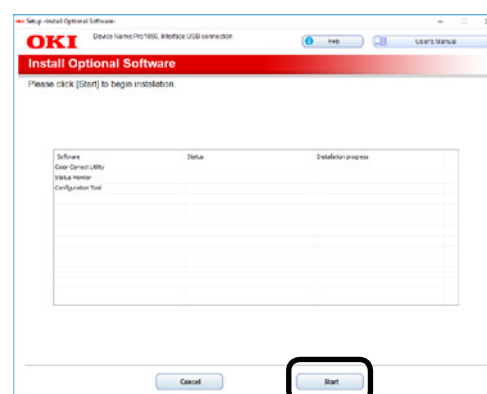 Setup -Install Optional Software-
OKI
Device Name:Pro1050, Interface:USB connection
Help
User's Manual
Install Optional Software
Please click [Start] to begin installation.
Software Status Installation progress
Color Correct Utility
Status Monitor
Configuration Tool
Cancel Start